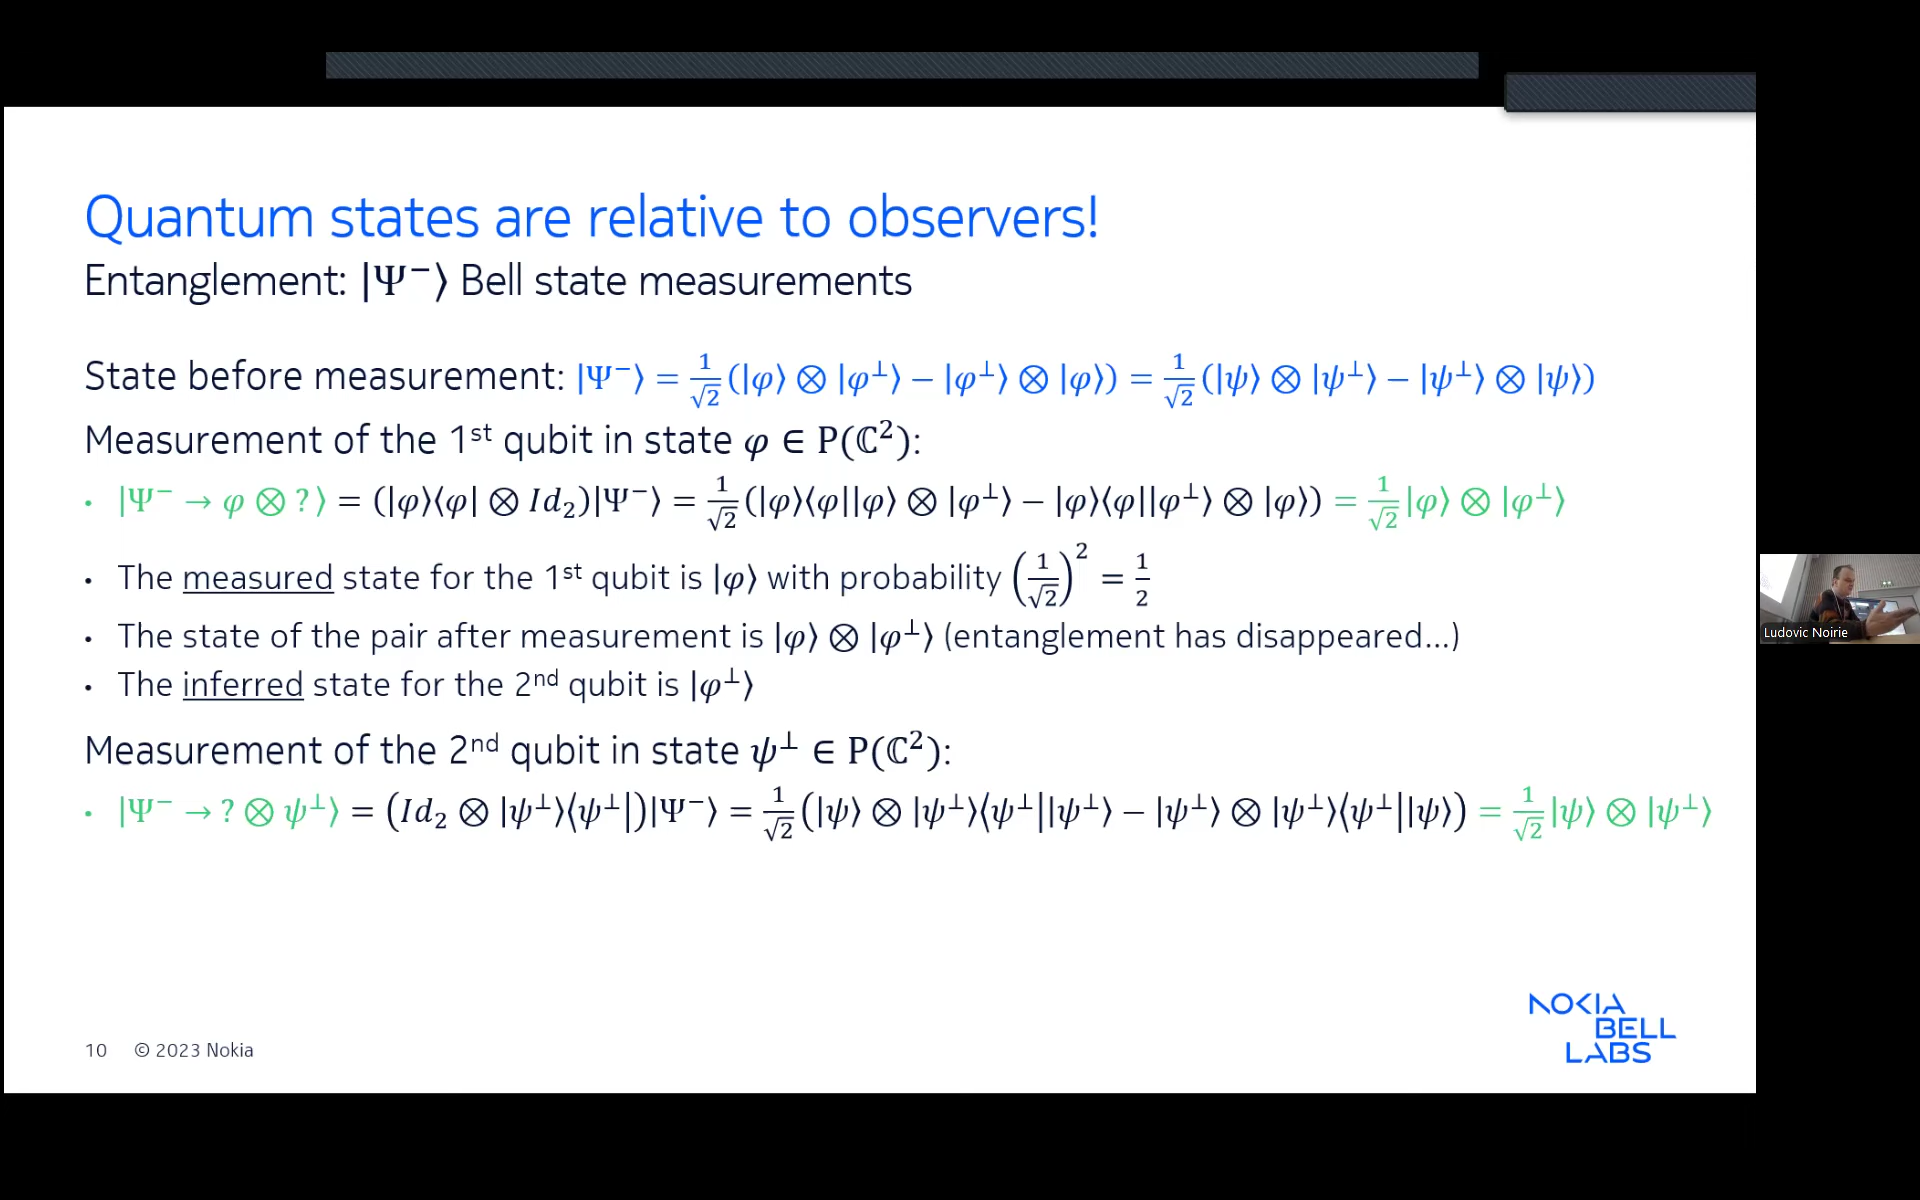 Quantum states are relative to observers!
Entanglement: |Ψ⁻⟩ Bell state measurements
State before measurement: |Ψ⁻⟩ = 1/√2 (|φ⟩ ⊗ |φ⊥⟩ − |φ⊥⟩ ⊗ |φ⟩) = 1/√2 (|ψ⟩ ⊗ |ψ⊥⟩ − |ψ⊥⟩ ⊗ |ψ⟩)
Measurement of the 1st qubit in state φ ∈ P(ℂ²):
• |Ψ⁻ → φ ⊗ ? ⟩ = (|φ⟩⟨φ| ⊗ Id₂)|Ψ⁻⟩ = 1/√2 (|φ⟩⟨φ||φ⟩ ⊗ |φ⊥⟩ − |φ⟩⟨φ||φ⊥⟩ ⊗ |φ⟩) = 1/√2 |φ⟩ ⊗ |φ⊥⟩
• The measured state for the 1st qubit is |φ⟩ with probability (1/√2)² = 1/2
• The state of the pair after measurement is |φ⟩ ⊗ |φ⊥⟩ (entanglement has disappeared...)
• The inferred state for the 2nd qubit is |φ⊥⟩
Measurement of the 2nd qubit in state ψ⊥ ∈ P(ℂ²):
• |Ψ⁻ → ? ⊗ ψ⊥⟩ = (Id₂ ⊗ |ψ⊥⟩⟨ψ⊥|)|Ψ⁻⟩ = 1/√2 (|ψ⟩ ⊗ |ψ⊥⟩⟨ψ⊥||ψ⊥⟩ − |ψ⊥⟩ ⊗ |ψ⊥⟩⟨ψ⊥||ψ⟩) = 1/√2 |ψ⟩ ⊗ |ψ⊥⟩
10 © 2023 Nokia
NOKIA
BELL
LABS
Ludovic Noirie